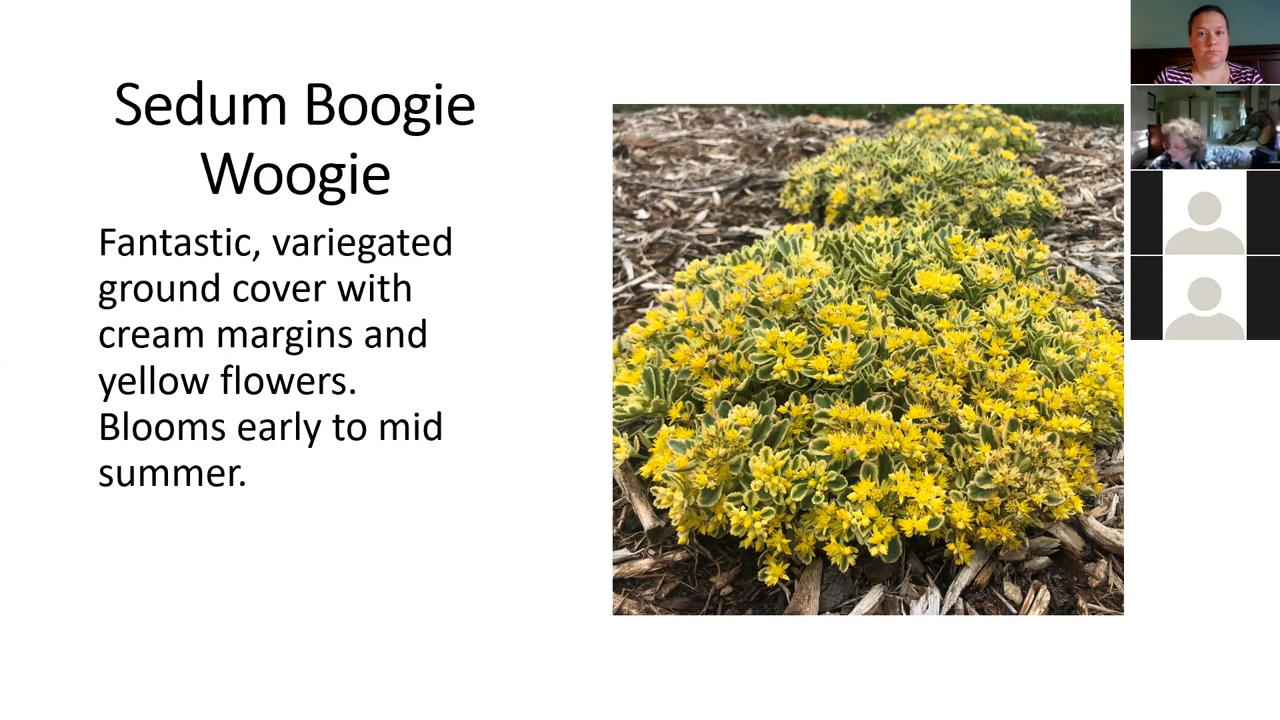 Sedum Boogie
Woogie
Fantastic, variegated
ground cover with
cream margins and
yellow flowers.
Blooms early to mid
summer.